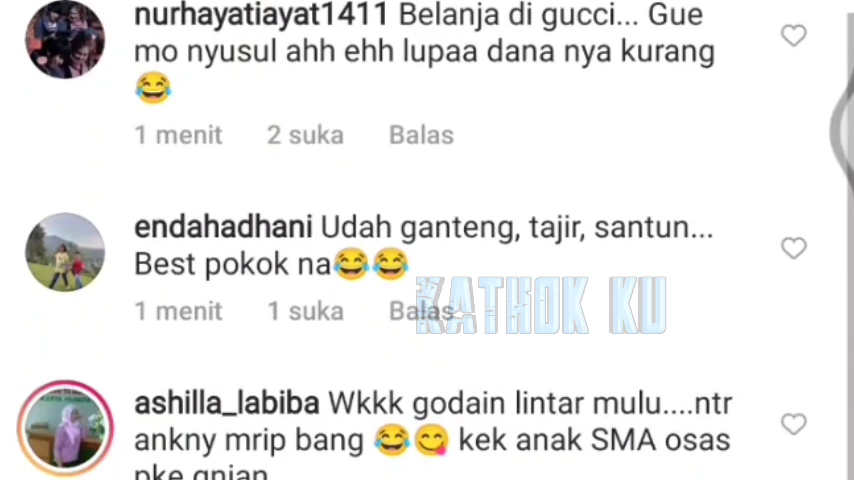 nurhayatiayat1411 Belanja di gucci... Gue
mo nyusul ahh ehh lupaa dana nya kurang
😂
1 menit 2 suka Balas
endahadhani Udah ganteng, tajir, santun...
Best pokok na😂😂
1 menit 1 suka Balas
KATHOK KU
ashilla_labiba Wkkk godain lintar mulu....ntr
ankny mrip bang 😂😋 kek anak SMA osas
pke gnian